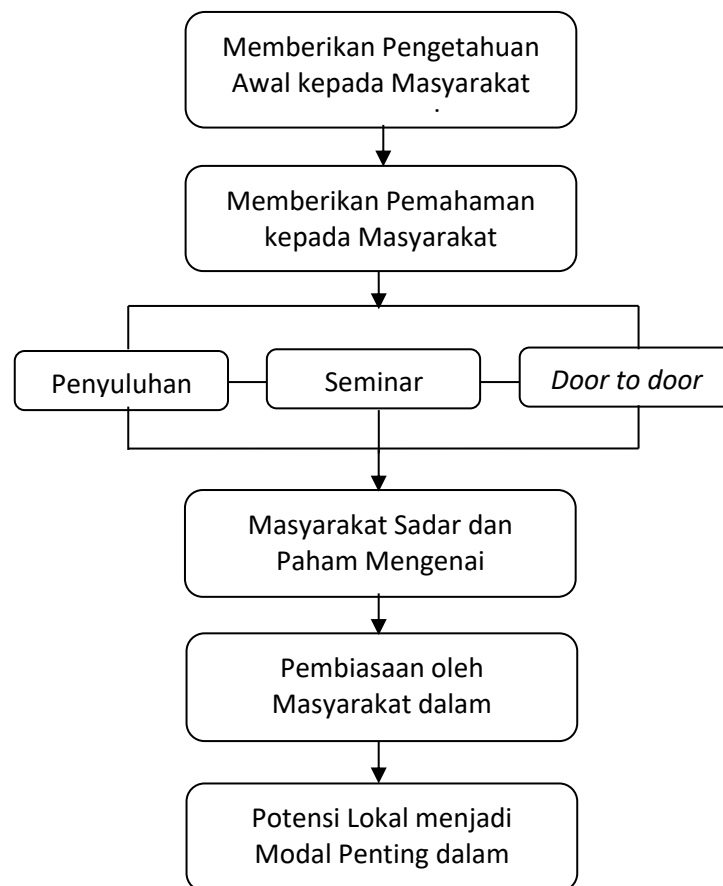 Memberikan Pengetahuan
Awal kepada Masyarakat
Memberikan Pemahaman
kepada Masyarakat
Penyuluhan
Seminar
Door to door
Masyarakat Sadar dan
Paham Mengenai
Pembiasaan oleh
Masyarakat dalam
Potensi Lokal menjadi
Modal Penting dalam